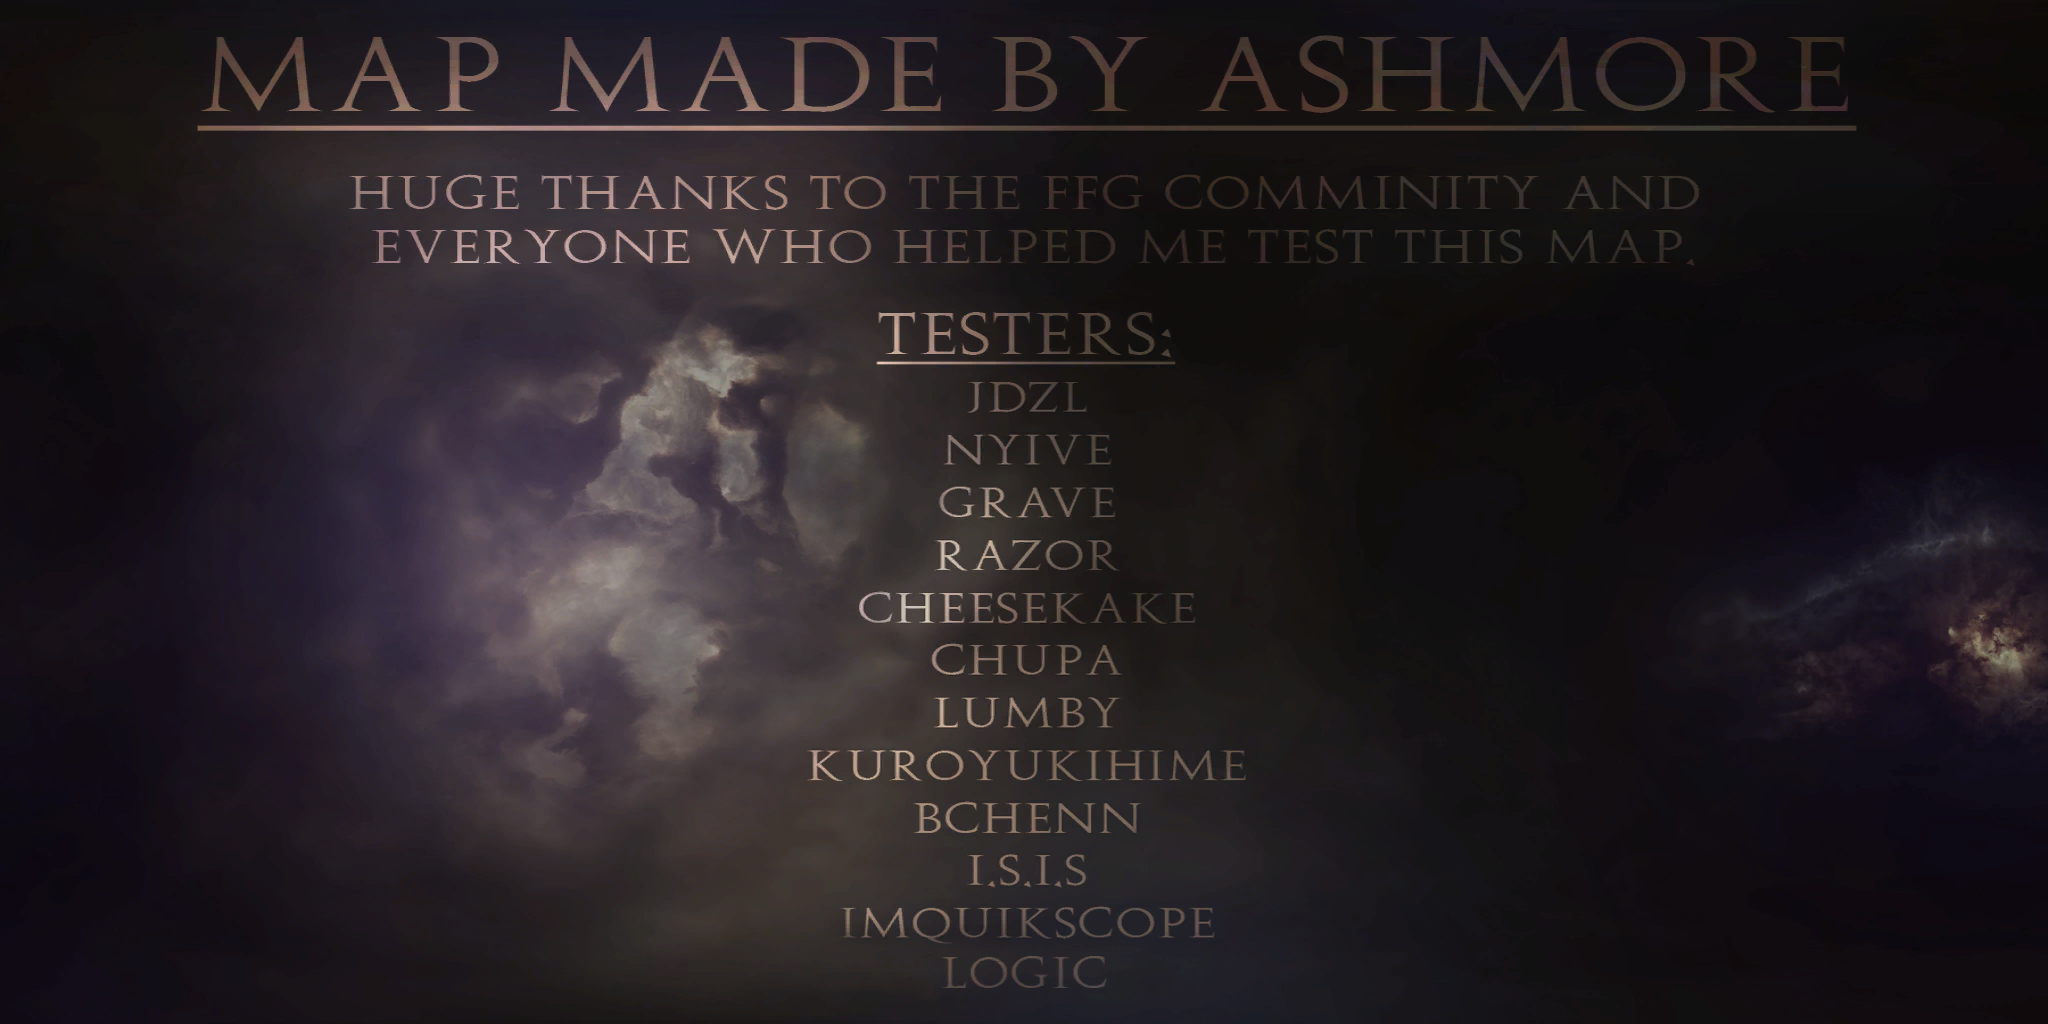 MAP MADE BY ASHMORE
HUGE THANKS TO THE FFG COMMINITY AND
EVERYONE WHO HELPED ME TEST THIS MAP.
TESTERS:
JDZL
NYIVE
GRAVE
RAZOR
CHEESEKAKE
CHUPA
LUMBY
KUROYUKIHIME
BCHENN
I.S.I.S
IMQUIKSCOPE
LOGIC